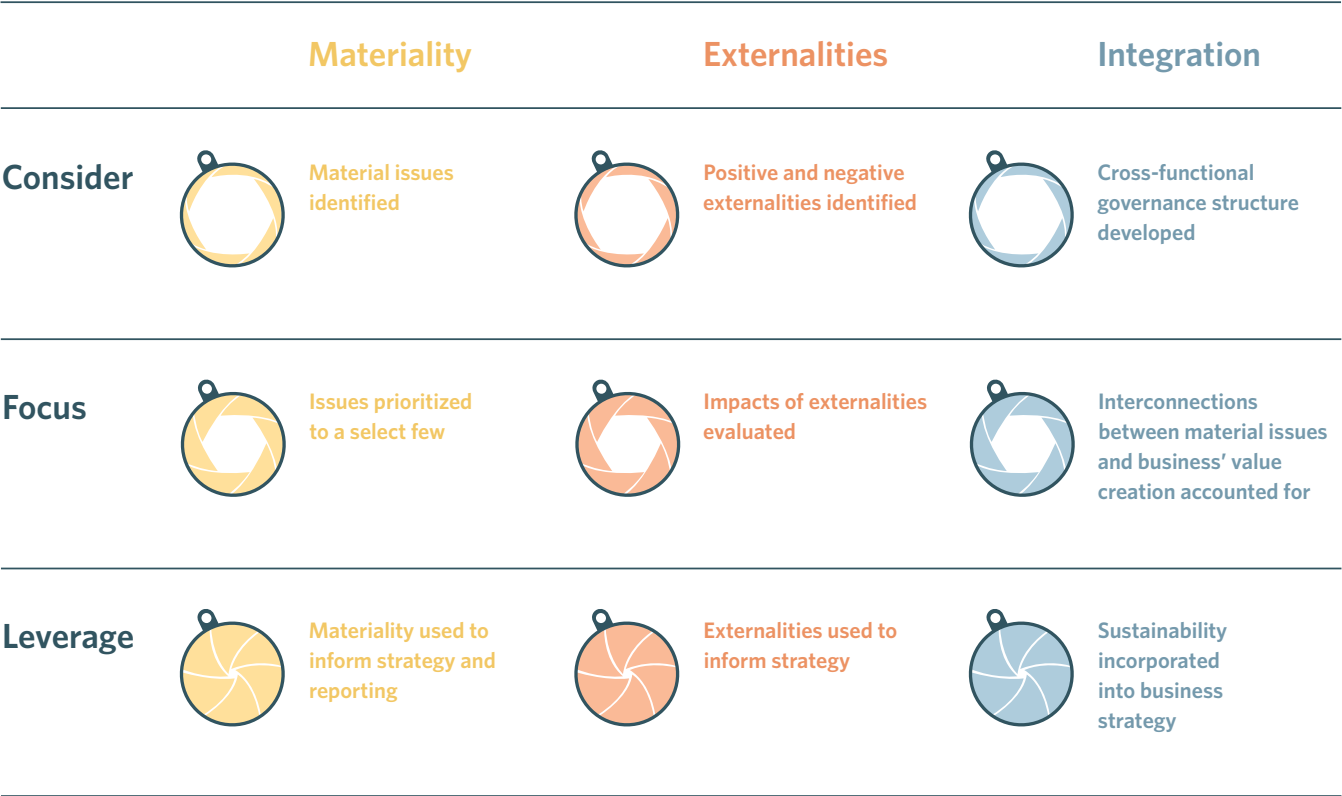 Materiality
Externalities
Integration
Consider
Material issues
identified
Positive and negative
externalities identified
Cross-functional
governance structure
developed
Focus
Issues prioritized
to a select few
Impacts of externalities
evaluated
Interconnections
between material issues
and business’ value
creation accounted for
Leverage
Materiality used to
inform strategy and
reporting
Externalities used to
inform strategy
Sustainability
incorporated
into business
strategy